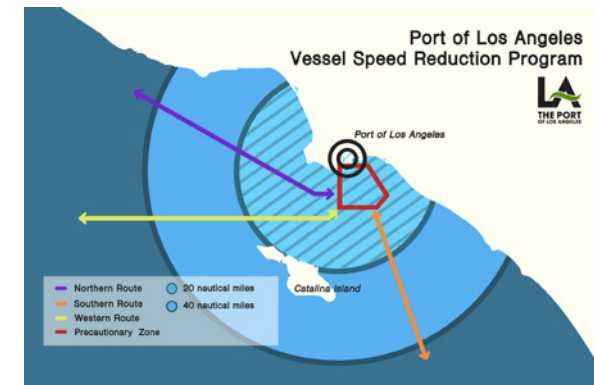 Port of Los Angeles
Vessel Speed Reduction Program
LA
THE PORT
OF LOS ANGELES
Port of Los Angeles
Catalina Island
Northern Route
20 nautical miles
Southern Route
40 nautical miles
Western Route
Precautionary Zone